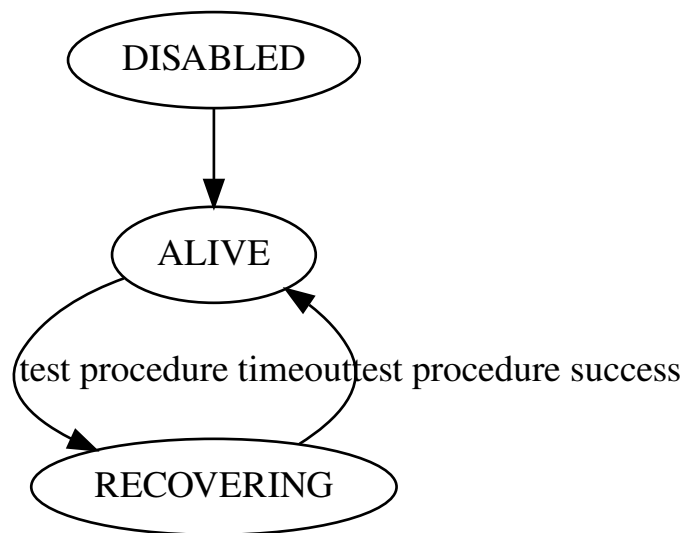 DISABLED
ALIVE
test procedure timeout
test procedure success
RECOVERING